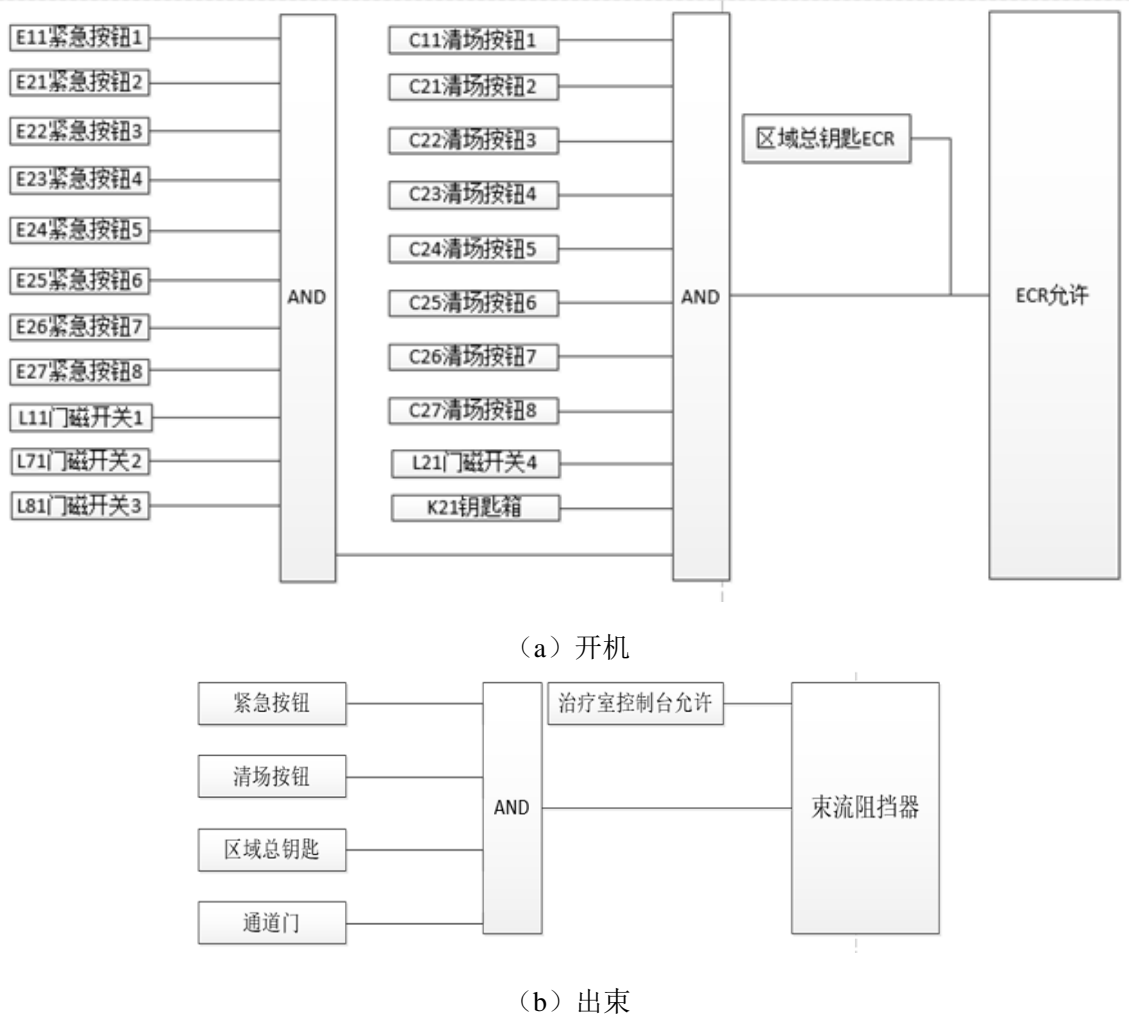 E11紧急按钮1
E21紧急按钮2
E22紧急按钮3
E23紧急按钮4
E24紧急按钮5
E25紧急按钮6
E26紧急按钮7
E27紧急按钮8
L11门磁开关1
L71门磁开关2
L81门磁开关3
AND
C11清场按钮1
C21清场按钮2
C22清场按钮3
C23清场按钮4
C24清场按钮5
C25清场按钮6
C26清场按钮7
C27清场按钮8
L21门磁开关4
K21钥匙箱
AND
区域总钥匙ECR
ECR允许
（a）开机
紧急按钮
清场按钮
区域总钥匙
通道门
AND
治疗室控制台允许
束流阻挡器
（b）出束